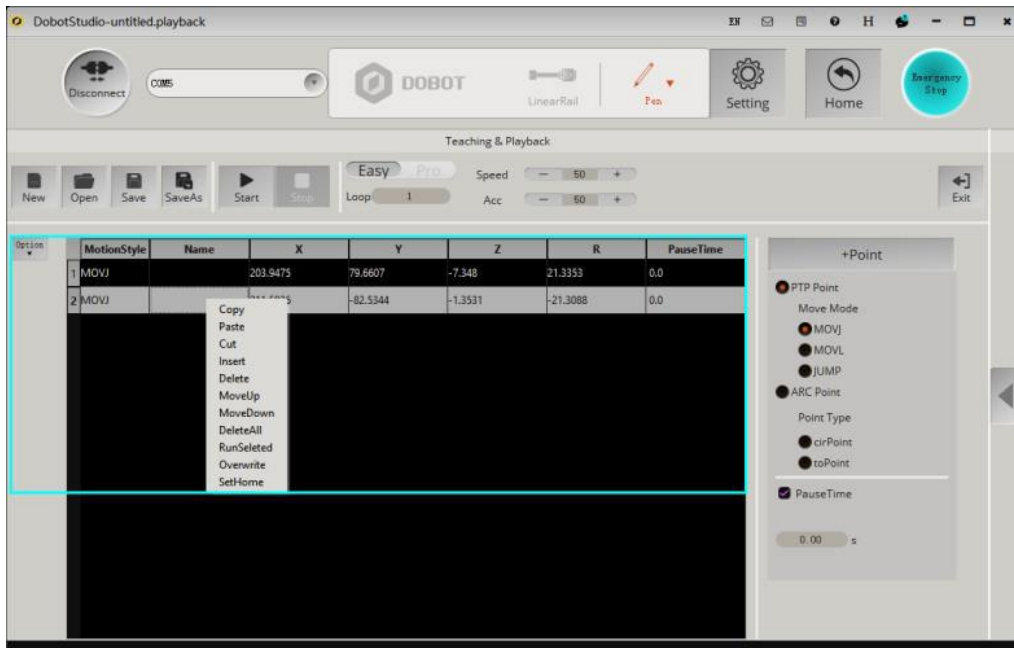 DobotStudio-untitled.playback EN H
Disconnect COM5 DOBOT LinearRail Pen Setting Home Emergency Stop
Teaching & Playback
New Open Save SaveAs Start Stop Easy Pro Speed 50 Exit
Loop 1 Acc 50
Option MotionStyle Name X Y Z R PauseTime
1 MOVJ 203.9475 79.6607 -7.348 21.3353 0.0
2 MOVJ -82.5344 -1.3531 -21.3088 0.0
Copy
Paste
Cut
Insert
Delete
MoveUp
MoveDown
DeleteAll
RunSeleted
Overwrite
SetHome
+Point
PTP Point
Move Mode
MOVJ
MOVL
JUMP
ARC Point
Point Type
cirPoint
toPoint
PauseTime
0.00 s